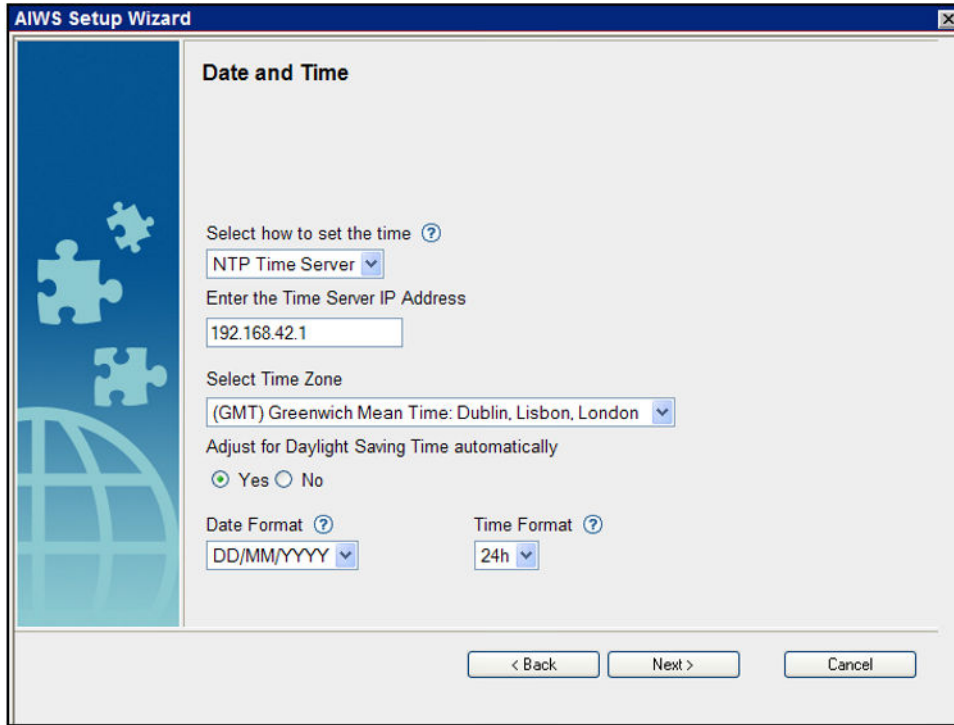 AIWS Setup Wizard
Date and Time
Select how to set the time ?
NTP Time Server
Enter the Time Server IP Address
192.168.42.1
Select Time Zone
(GMT) Greenwich Mean Time: Dublin, Lisbon, London
Adjust for Daylight Saving Time automatically
Yes No
Date Format ? Time Format ?
DD/MM/YYYY 24h
< Back Next > Cancel